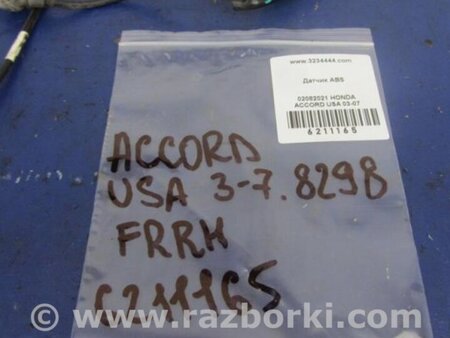 www.3234444.com
Датчик ABS
02082021 HONDA
ACCORD USA 03-07
6211165
ACCORD
USA 3-7. 8298
FRRH
6211165
© www.razborki.com/